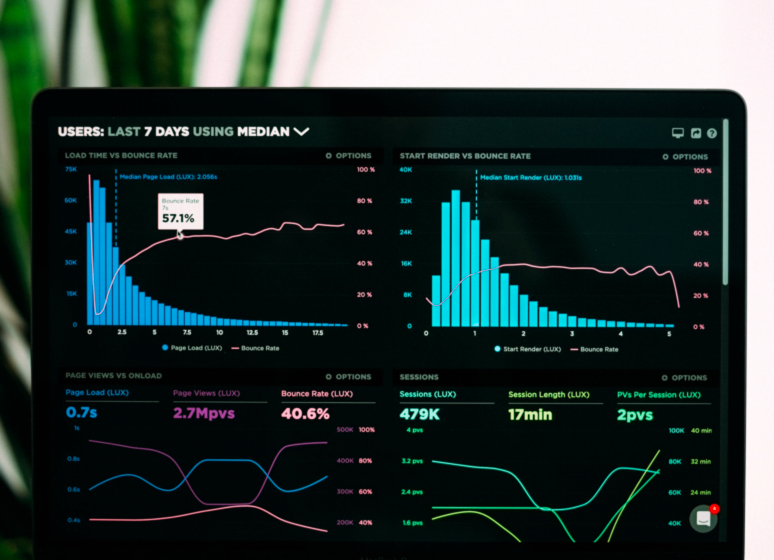 USERS: LAST 7 DAYS USING MEDIAN
LOAD TIME VS BOUNCE RATE
OPTIONS
75K
60K
45K
30K
15K
0
Median Page Load (LUX): 2.056s
Bounce Rate
7s
57.1%
100 %
80 %
60 %
40 %
20 %
0 %
0 2.5 5 7.5 10 12.5 15 17.5
Page Load (LUX) Bounce Rate
START RENDER VS BOUNCE RATE
OPTIONS
40K
32K
24K
16K
8K
0
Median Start Render (LUX): 1.031s
100 %
80 %
60 %
40 %
20 %
0 %
0 1 2 3 4 5
Start Render (LUX) Bounce Rate
PAGE VIEWS VS ONLOAD
OPTIONS
Page Load (LUX) Page Views (LUX) Bounce Rate (LUX)
0.7s 2.7Mpvs 40.6%
1s
0.8s
0.6s
0.4s
500K 100%
400K 80%
300K 60%
200K 40%
SESSIONS
OPTIONS
Sessions (LUX) Session Length (LUX) PVs Per Session (LUX)
479K 17min 2pvs
4 pvs
3.2 pvs
2.4 pvs
1.6 pvs
100K 40 min
80K 32 min
60K 24 min
40K